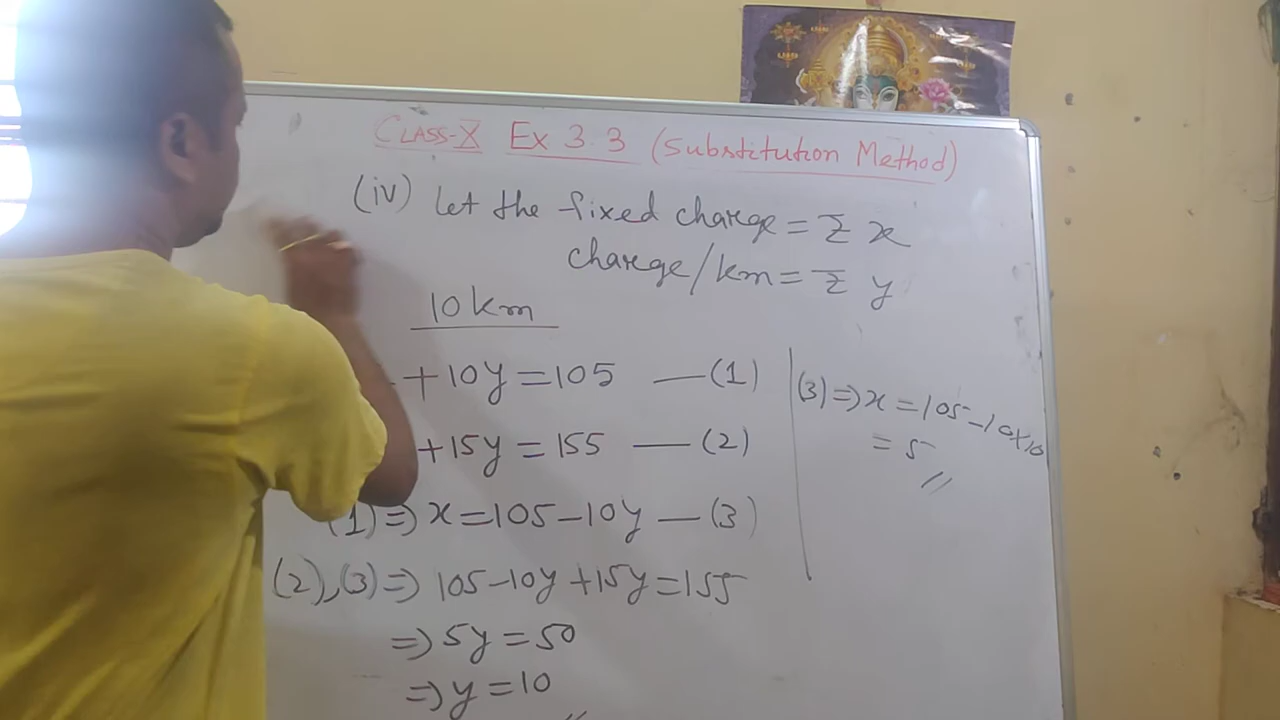 CLASS-X Ex 3.3 (Substitution Method)
(iv) Let the fixed charge = ₹ x
charge/km = ₹ y
10 km
+ 10y = 105 — (1)
+ 15y = 155 — (2)
(1) ⇒ x = 105 - 10y — (3)
(2), (3) ⇒ 105 - 10y + 15y = 155
⇒ 5y = 50
⇒ y = 10
(3) ⇒ x = 105 - 10 × 10
= 5